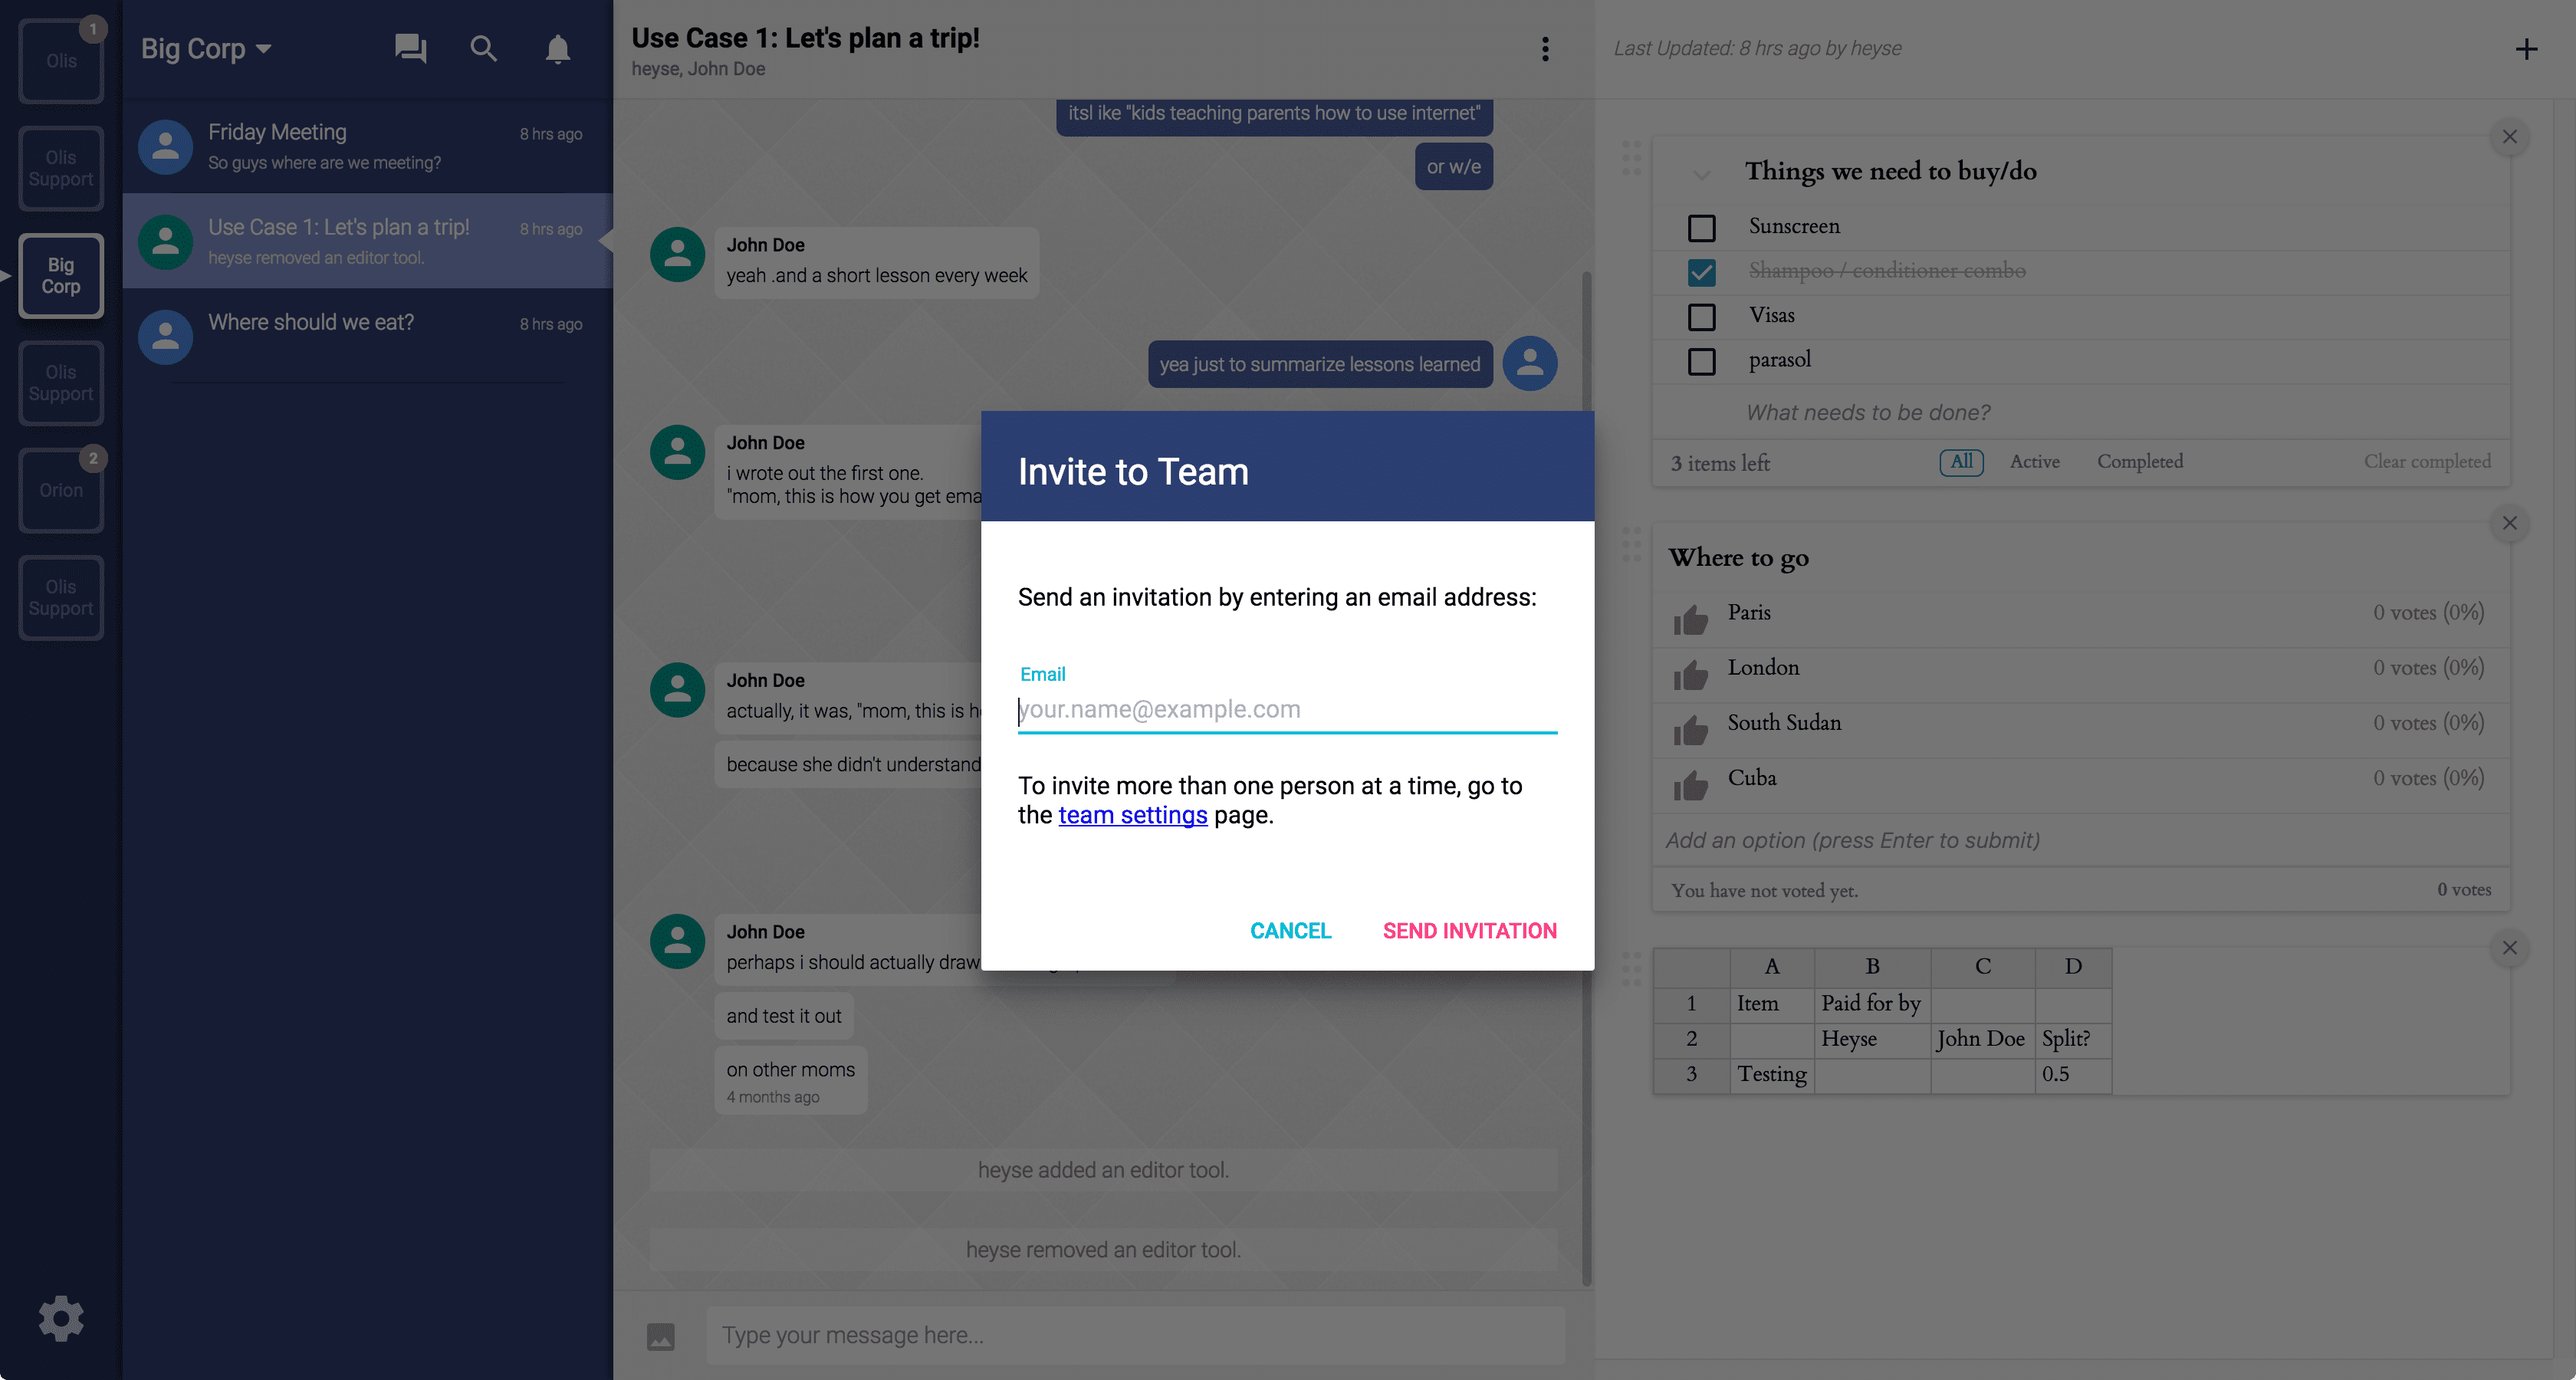 1
Olis
Olis
Support
Big
Corp
Olis
Support
2
Orion
Olis
Support
Big Corp
Friday Meeting
8 hrs ago
So guys where are we meeting?
Use Case 1: Let's plan a trip!
8 hrs ago
heyse removed an editor tool.
Where should we eat?
8 hrs ago
Use Case 1: Let's plan a trip!
heyse, John Doe
itsl ike "kids teaching parents how to use internet"
or w/e
John Doe
yeah .and a short lesson every week
yea just to summarize lessons learned
John Doe
i wrote out the first one.
"mom, this is how you get ema
John Doe
actually, it was, "mom, this is h
because she didn't understand
John Doe
perhaps i should actually draw
and test it out
on other moms
4 months ago
heyse added an editor tool.
heyse removed an editor tool.
Type your message here...
Invite to Team
Send an invitation by entering an email address:
Email
your.name@example.com
To invite more than one person at a time, go to
the team settings page.
CANCEL SEND INVITATION
Last Updated: 8 hrs ago by heyse
Things we need to buy/do
Sunscreen
Shampoo / conditioner combo
Visas
parasol
What needs to be done?
3 items left All Active Completed Clear completed
Where to go
Paris 0 votes (0%)
London 0 votes (0%)
South Sudan 0 votes (0%)
Cuba 0 votes (0%)
Add an option (press Enter to submit)
You have not voted yet. 0 votes
A B C D
1 Item Paid for by
2 Heyse John Doe Split?
3 Testing 0.5